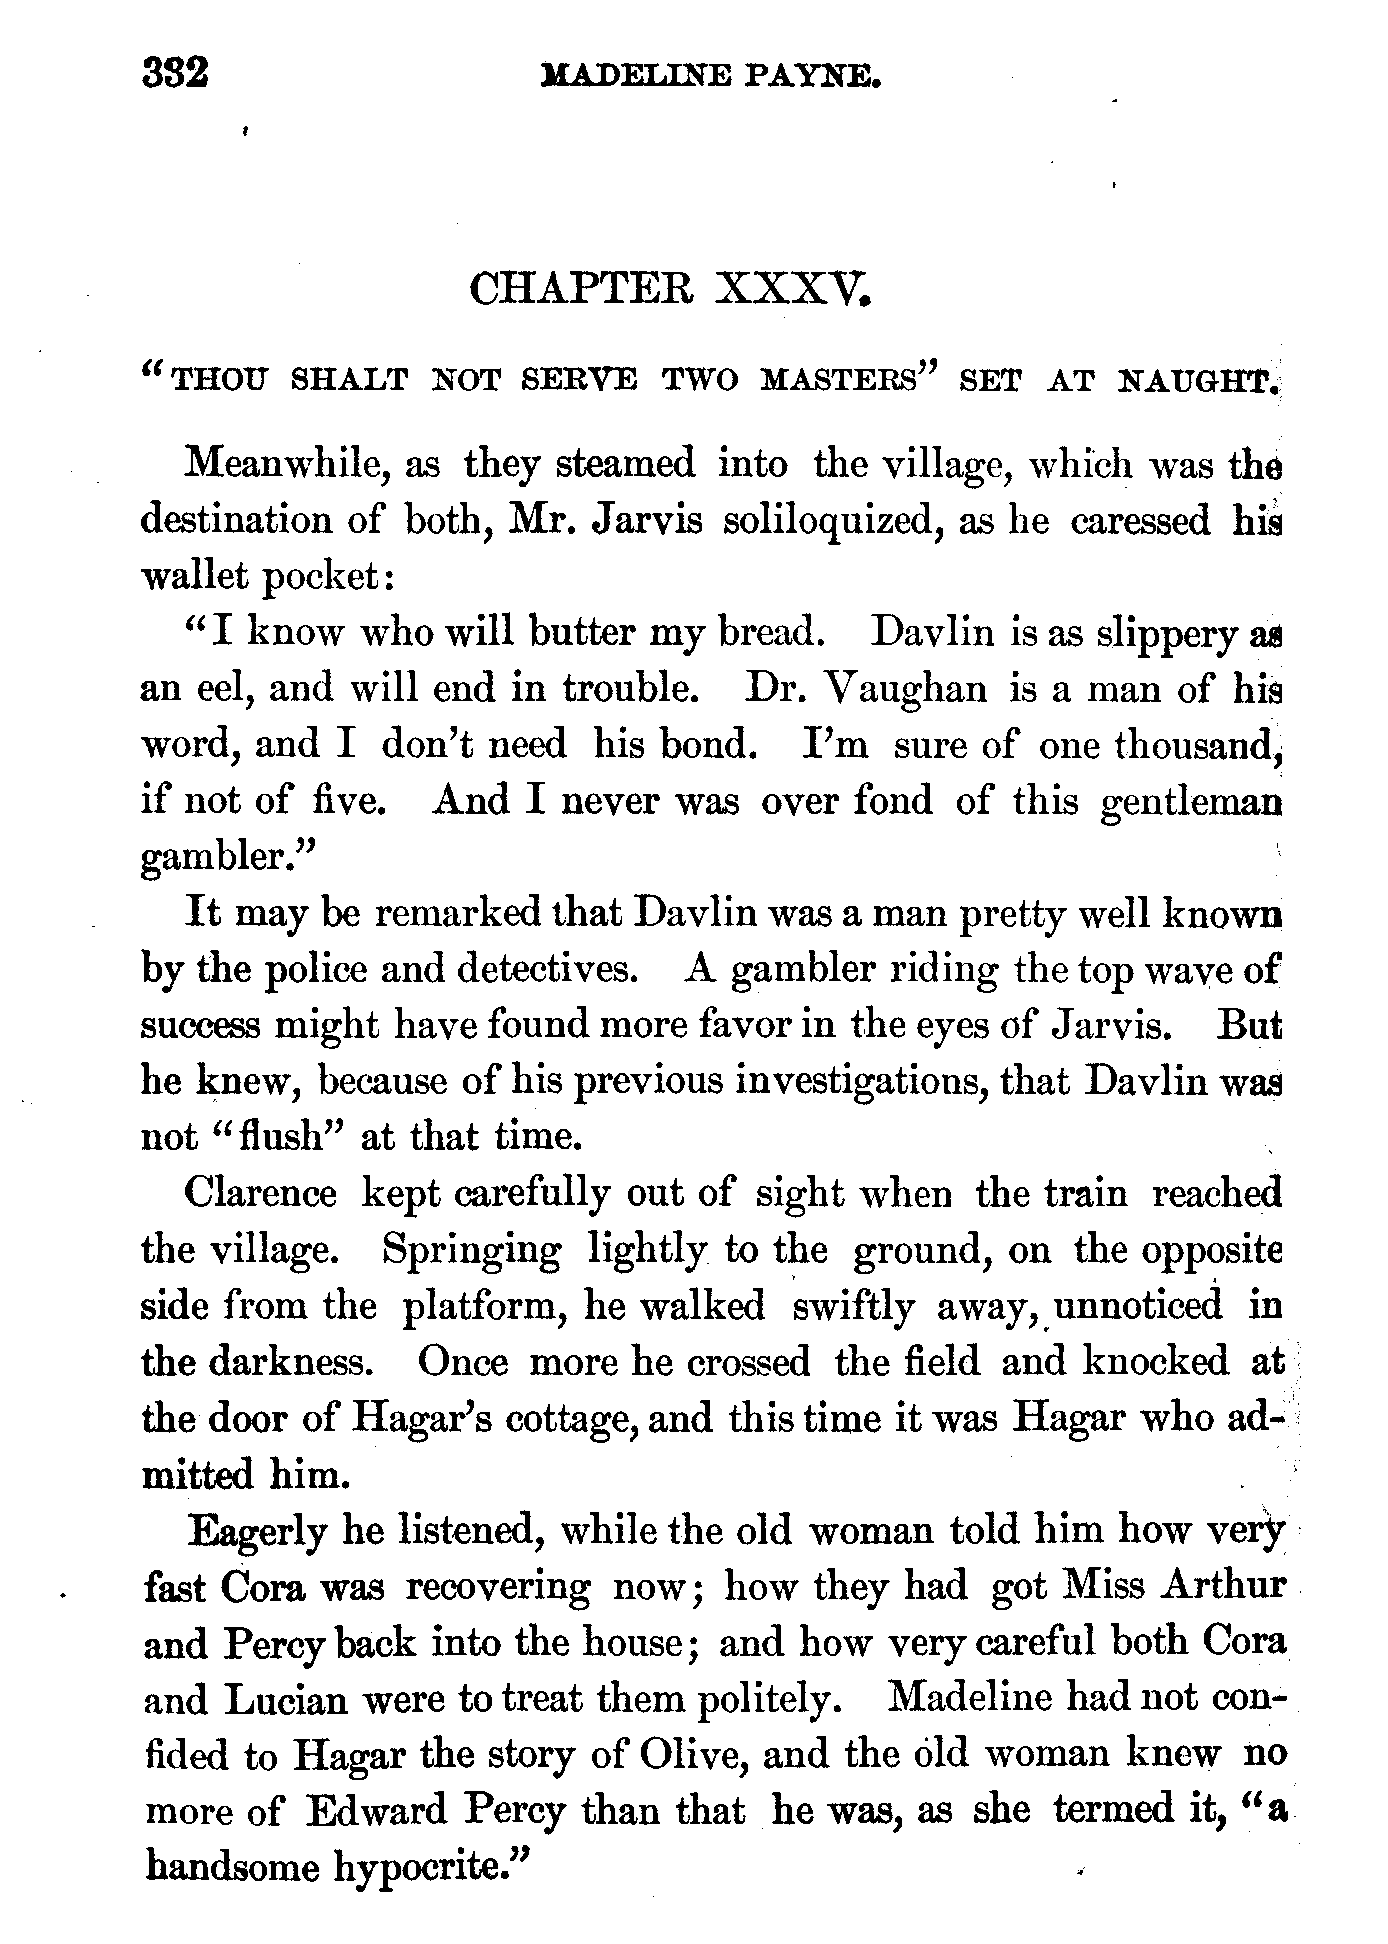 332 MADELINE PAYNE.
CHAPTER XXXV.
"THOU SHALT NOT SERVE TWO MASTERS" SET AT NAUGHT.
Meanwhile, as they steamed into the village, which was the
destination of both, Mr. Jarvis soliloquized, as he caressed his
wallet pocket:
"I know who will butter my bread. Davlin is as slippery as
an eel, and will end in trouble. Dr. Vaughan is a man of his
word, and I don't need his bond. I'm sure of one thousand,
if not of five. And I never was over fond of this gentleman
gambler."
It may be remarked that Davlin was a man pretty well known
by the police and detectives. A gambler riding the top wave of
success might have found more favor in the eyes of Jarvis. But
he knew, because of his previous investigations, that Davlin was
not "flush" at that time.
Clarence kept carefully out of sight when the train reached
the village. Springing lightly to the ground, on the opposite
side from the platform, he walked swiftly away, unnoticed in
the darkness. Once more he crossed the field and knocked at
the door of Hagar's cottage, and this time it was Hagar who ad-
mitted him.
Eagerly he listened, while the old woman told him how very
fast Cora was recovering now; how they had got Miss Arthur
and Percy back into the house; and how very careful both Cora
and Lucian were to treat them politely. Madeline had not con-
fided to Hagar the story of Olive, and the old woman knew no
more of Edward Percy than that he was, as she termed it, "a
handsome hypocrite."